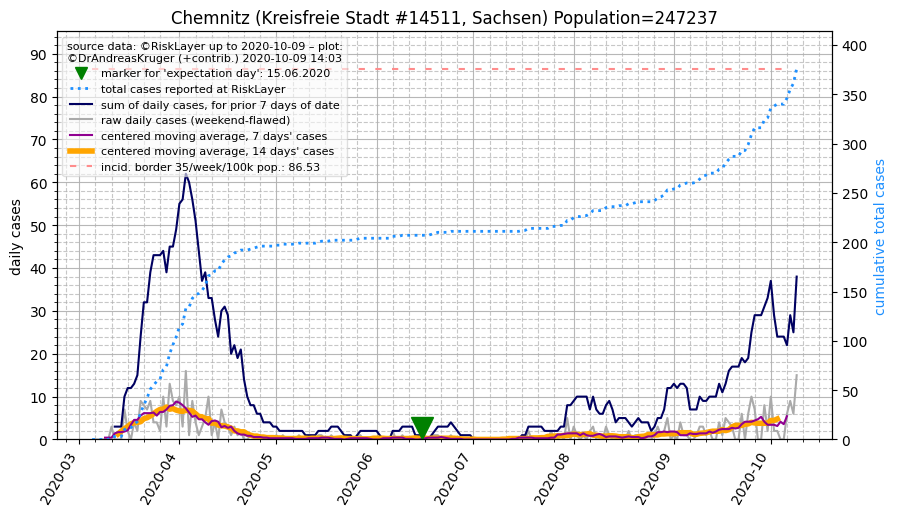 Chemnitz (Kreisfreie Stadt #14511, Sachsen) Population=247237
source data: ©RiskLayer up to 2020-10-09 – plot:
©DrAndreasKruger (+contrib.) 2020-10-09 14:03
marker for 'expectation day': 15.06.2020
total cases reported at RiskLayer
sum of daily cases, for prior 7 days of date
raw daily cases (weekend-flawed)
centered moving average, 7 days' cases
centered moving average, 14 days' cases
incid. border 35/week/100k pop.: 86.53
daily cases
90
80
70
60
50
40
30
20
10
0
400
350
300
250
200
150
100
50
0
cumulative total cases
2020-03
2020-04
2020-05
2020-06
2020-07
2020-08
2020-09
2020-10